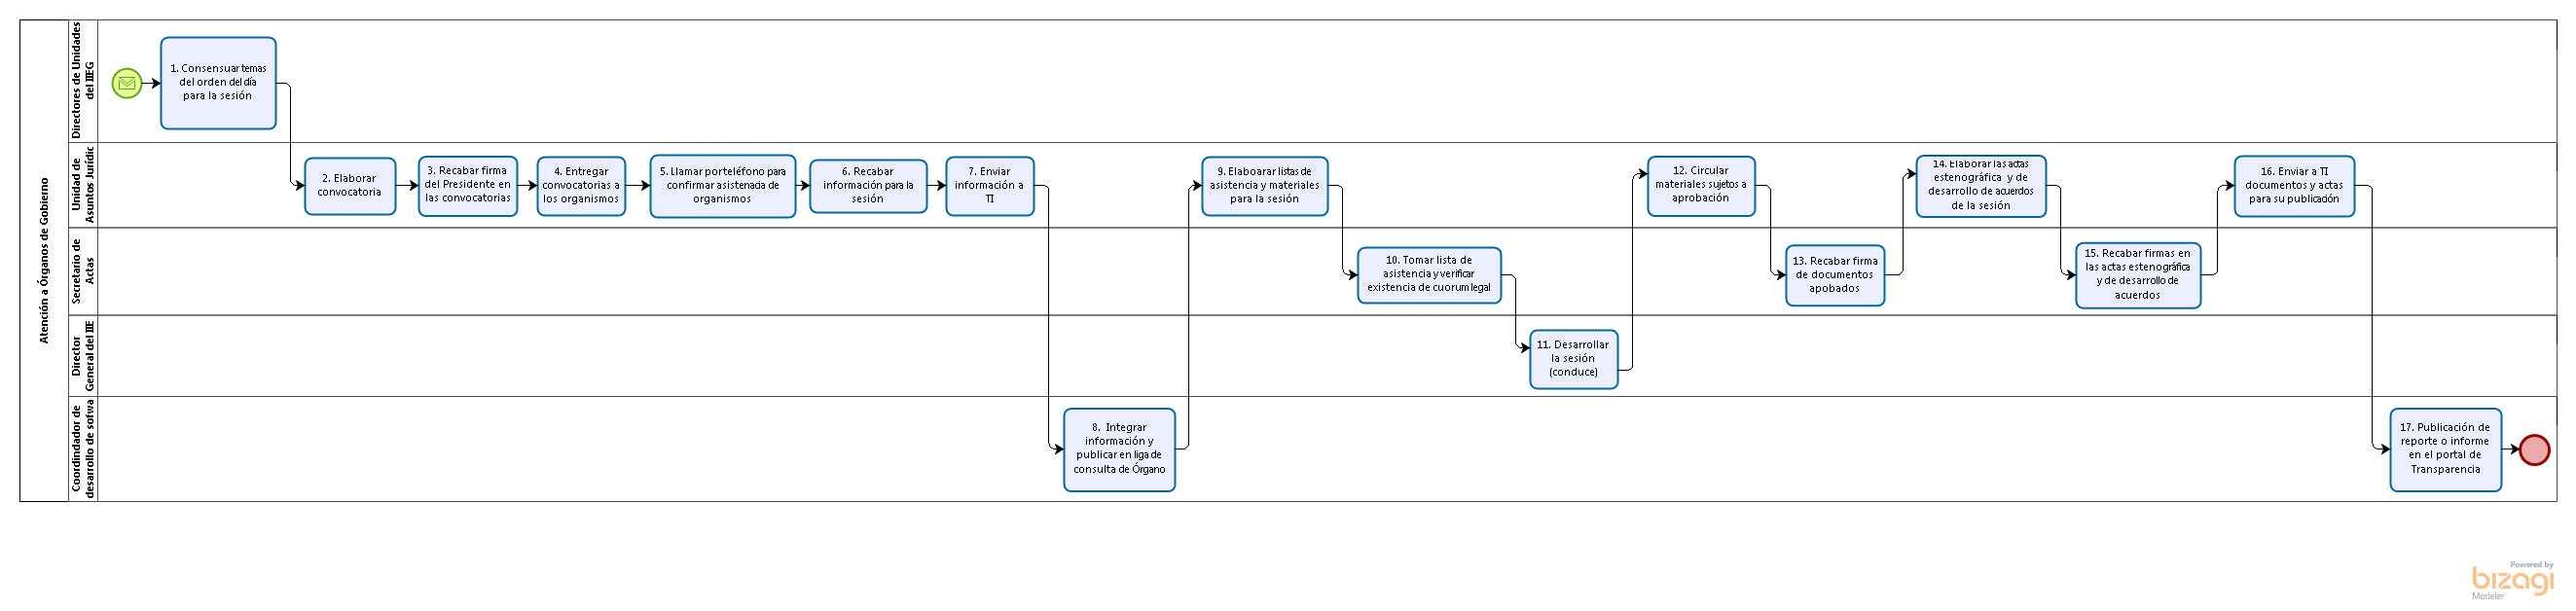 Atención a Órganos de Gobierno
Directores de Unidades
del IIEG
1. Consensuar temas
del orden del día
para la sesión
Unidad de
Asuntos Jurídic
2. Elaborar
convocatoria
3. Recabar firma
del Presidente en
las convocatorias
4. Entregar
convocatorias a
los organismos
5. Llamar por teléfono para
confirmar asistenacia de
organismos
6. Recabar
información para la
sesión
7. Enviar
información a
TI
9. Elaboarar listas de
asistencia y materiales
para la sesión
12. Circular
materiales sujetos a
aprobación
14. Elaborar las actas
estenográfica y de
desarrollo de acuerdos
de la sesión
16. Enviar a TI
documentos y actas
para su publicación
Secretario de
Actas
10. Tomar lista de
asistencia y verificar
existencia de cuorum legal
13. Recabar firma
de documentos
apobados
15. Recabar firmas en
las actas estenográfica
y de desarrollo de
acuerdos
Director
General del IIE
11. Desarrollar
la sesión
(conduce)
Coordindador de
desarrollo de sofwa
8. Integrar
información y
publicar en liga de
consulta de Órgano
17. Publicación de
reporte o informe
en el portal de
Transparencia
Powered by
bizagi
Modeler